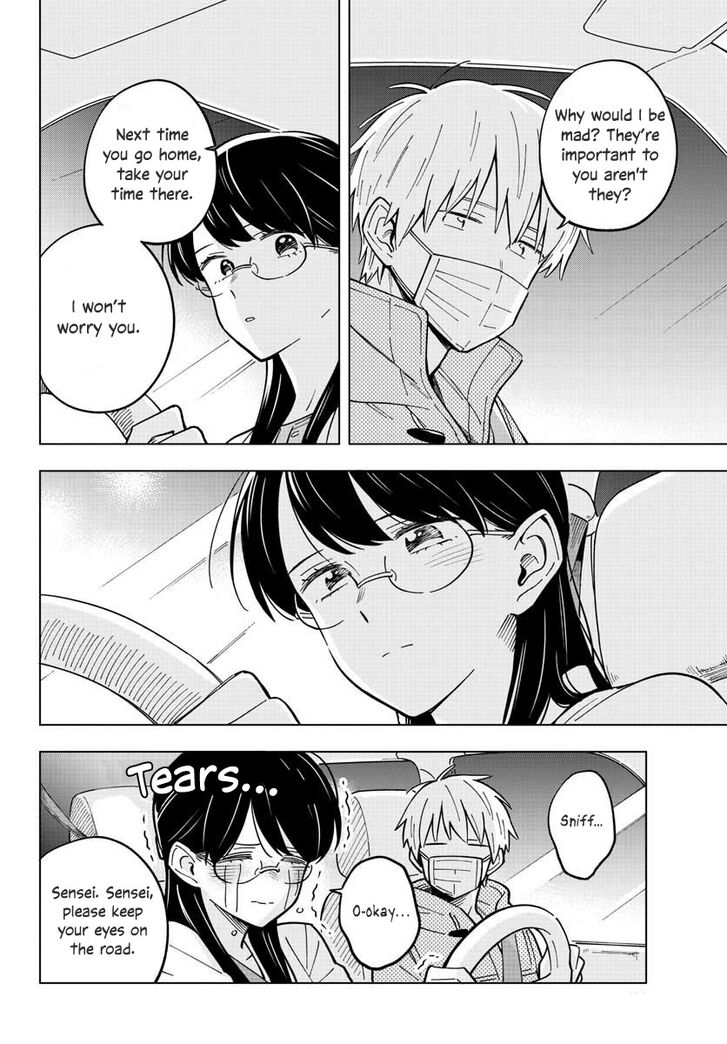 Why would I be
mad? They're
important to
you aren't
they?
Next time
you go home,
take your
time there.
I won't
worry you.
Sniff...
Tears...
O-okay...
Sensei. Sensei,
please keep
your eyes on
the road.